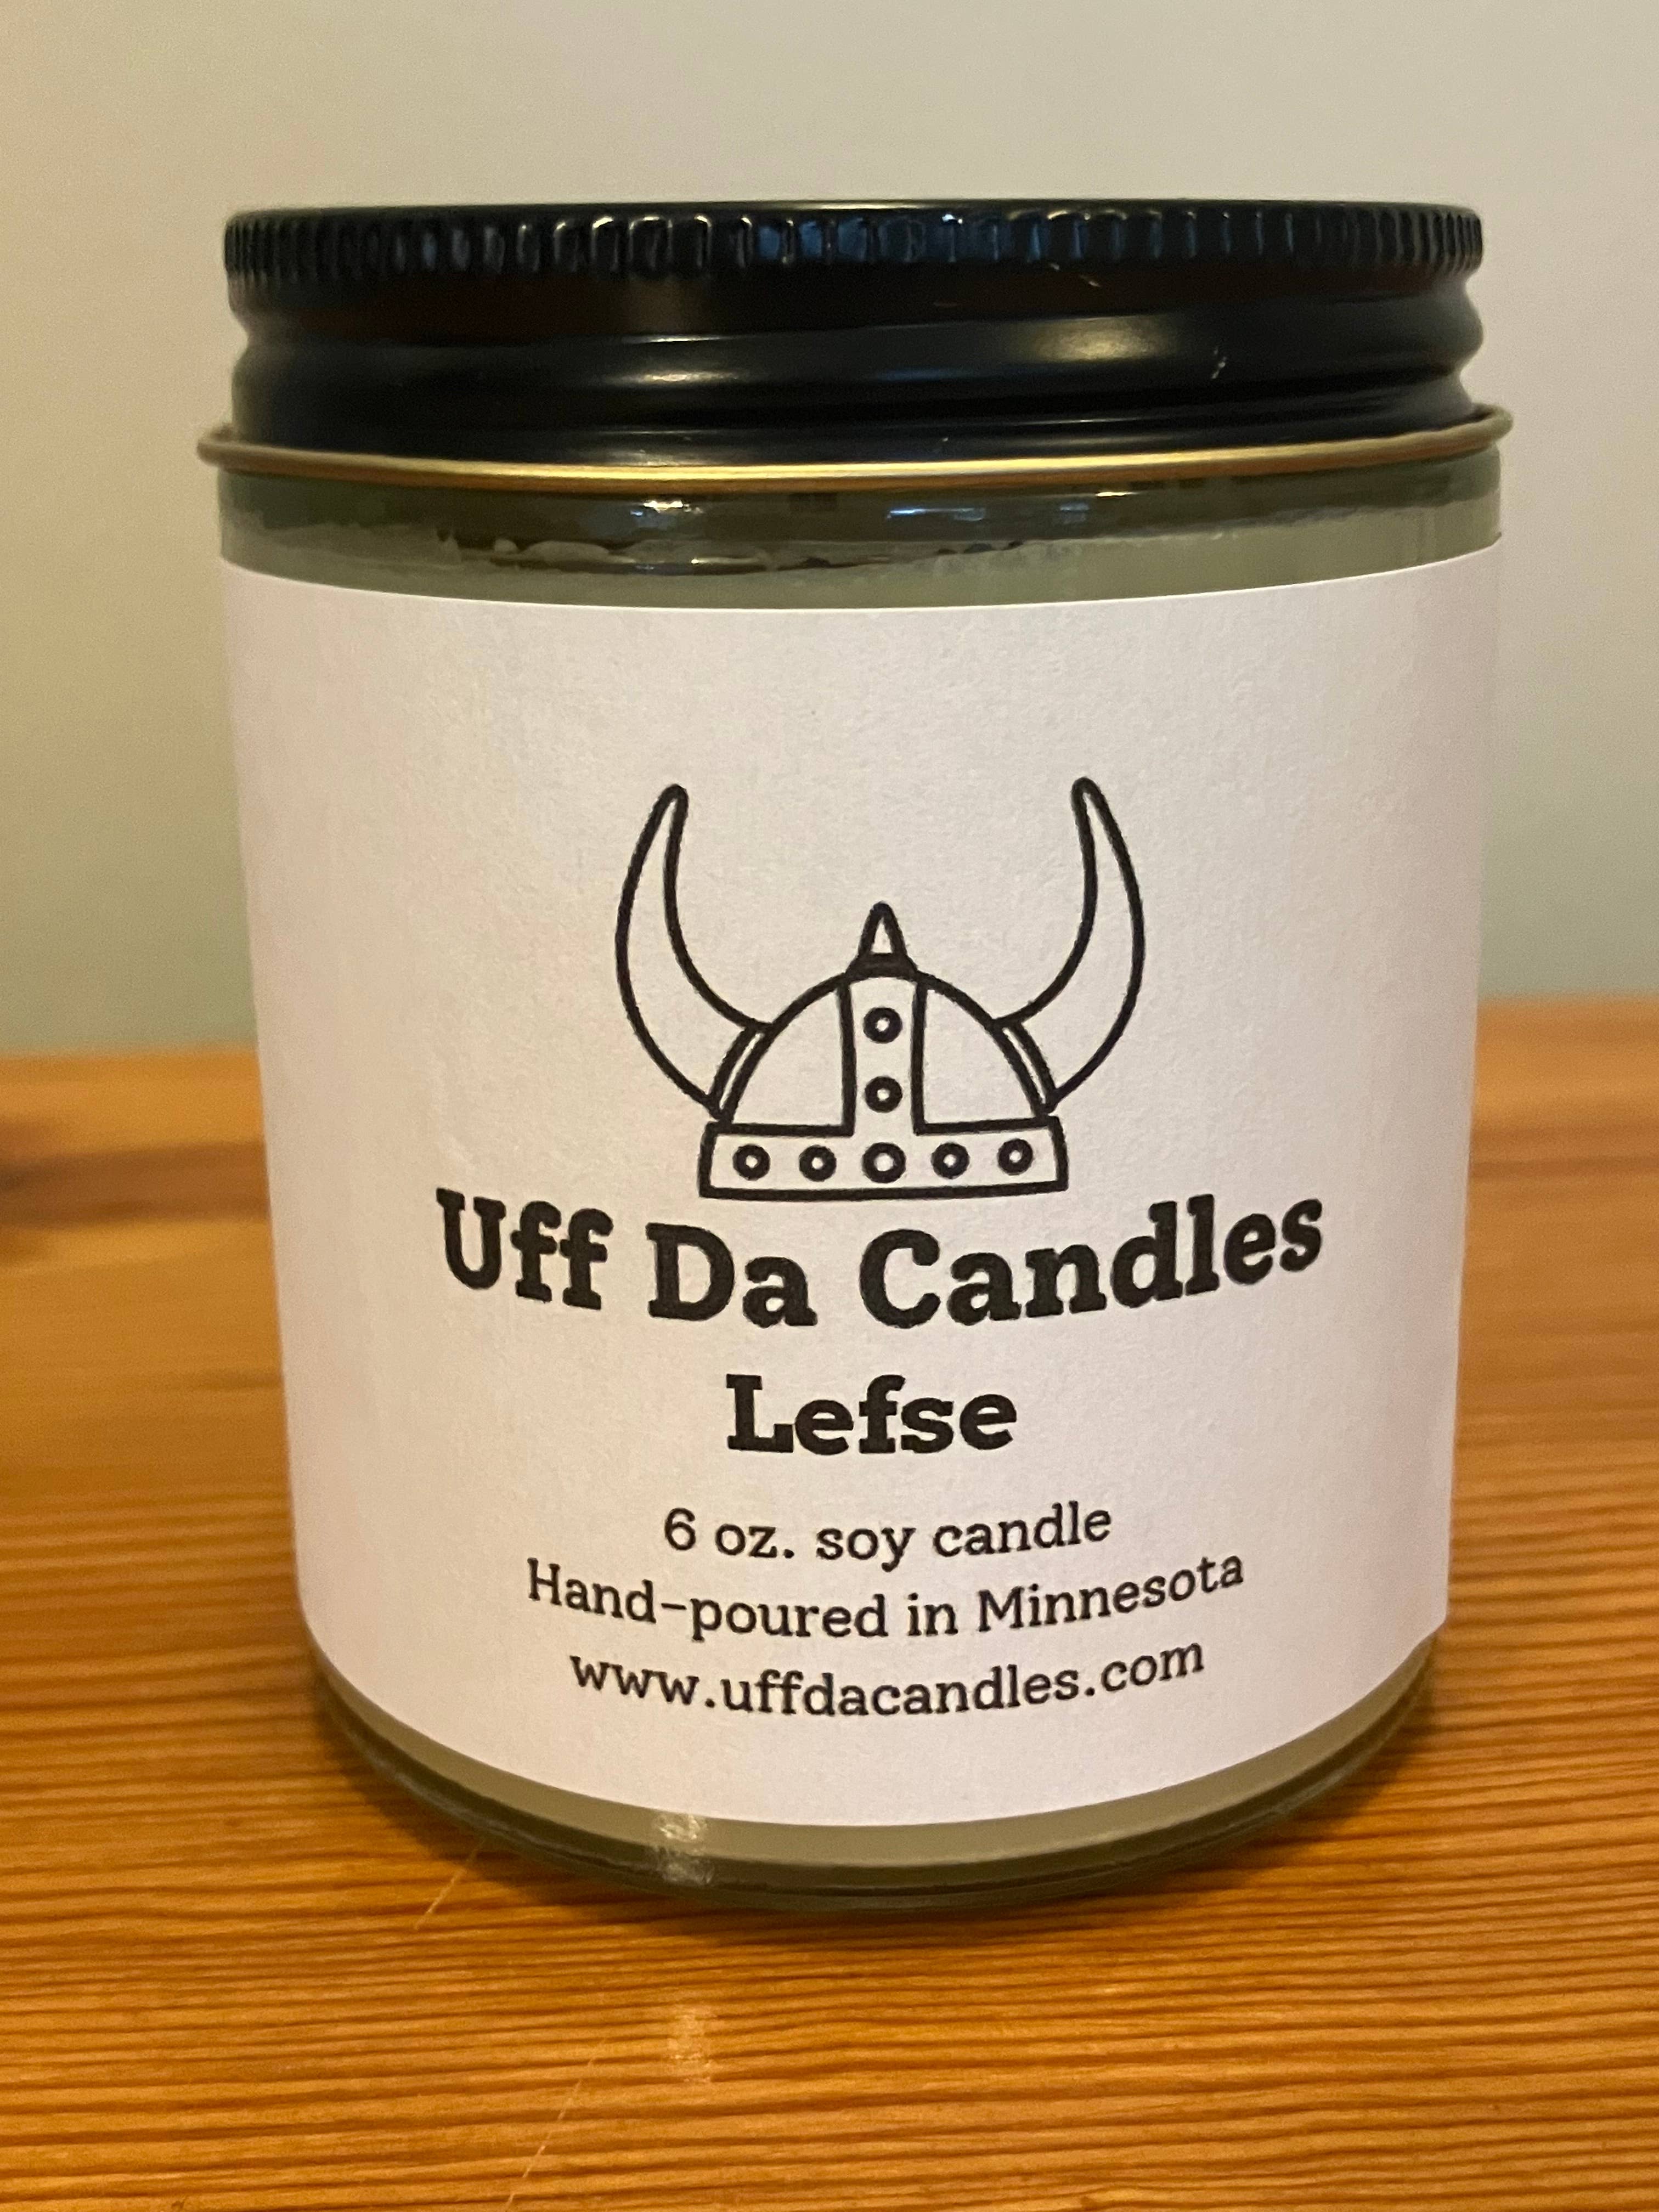 Uff Da Candles
Lefse
6 oz. soy candle
Hand-poured in Minnesota
www.uffdacandles.com